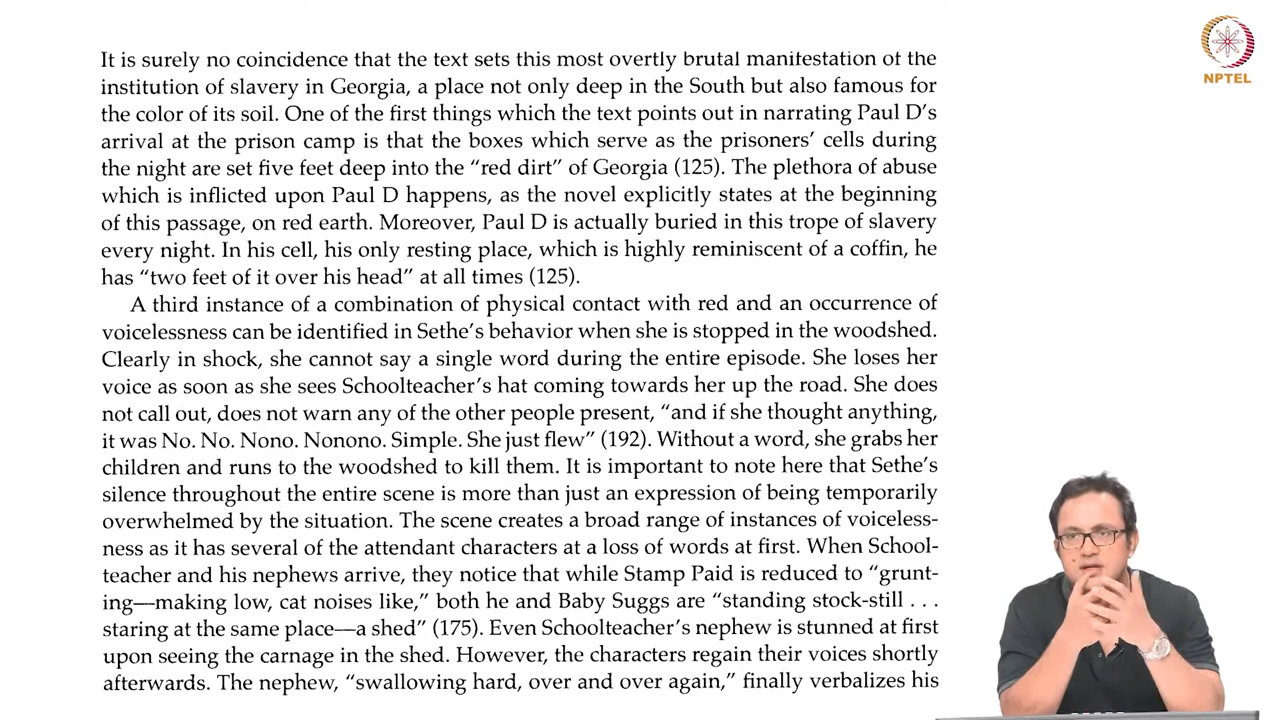 It is surely no coincidence that the text sets this most overtly brutal manifestation of the
institution of slavery in Georgia, a place not only deep in the South but also famous for
the color of its soil. One of the first things which the text points out in narrating Paul D's
arrival at the prison camp is that the boxes which serve as the prisoners' cells during
the night are set five feet deep into the “red dirt” of Georgia (125). The plethora of abuse
which is inflicted upon Paul D happens, as the novel explicitly states at the beginning
of this passage, on red earth. Moreover, Paul D is actually buried in this trope of slavery
every night. In his cell, his only resting place, which is highly reminiscent of a coffin, he
has “two feet of it over his head” at all times (125).
A third instance of a combination of physical contact with red and an occurrence of
voicelessness can be identified in Sethe's behavior when she is stopped in the woodshed.
Clearly in shock, she cannot say a single word during the entire episode. She loses her
voice as soon as she sees Schoolteacher's hat coming towards her up the road. She does
not call out, does not warn any of the other people present, “and if she thought anything,
it was No. No. Nono. Nonono. Simple. She just flew” (192). Without a word, she grabs her
children and runs to the woodshed to kill them. It is important to note here that Sethe's
silence throughout the entire scene is more than just an expression of being temporarily
overwhelmed by the situation. The scene creates a broad range of instances of voiceless-
ness as it has several of the attendant characters at a loss of words at first. When School-
teacher and his nephews arrive, they notice that while Stamp Paid is reduced to “grunt-
ing—making low, cat noises like,” both he and Baby Suggs are “standing stock-still . . .
staring at the same place—a shed” (175). Even Schoolteacher's nephew is stunned at first
upon seeing the carnage in the shed. However, the characters regain their voices shortly
afterwards. The nephew, “swallowing hard, over and over again,” finally verbalizes his
NPTEL